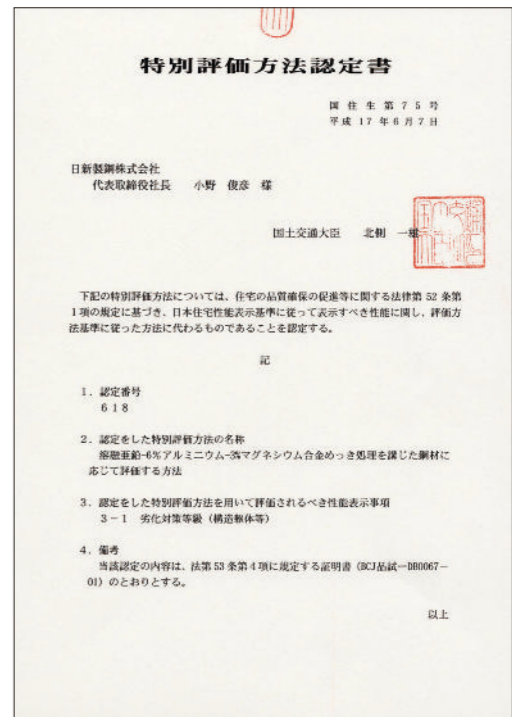 特別評価方法認定書
国住生第75号
平成17年6月7日
日新製鋼株式会社
代表取締役社長 小野 俊彦 様
国土交通大臣 北側 一雄
下記の特別評価方法については、住宅の品質確保の促進等に関する法律第52条第
1項の規定に基づき、日本住宅性能表示基準に従って表示すべき性能に関し、評価方
法基準に従った方法に代わるものであることを認定する。
記
1.認定番号
618
2.認定をした特別評価方法の名称
溶融亜鉛-6%アルミニウム-3%マグネシウム合金めっき処理を講じた鋼材に
応じて評価する方法
3.認定をした特別評価方法を用いて評価されるべき性能表示事項
3-1 劣化対策等級(構造躯体等)
4.備考
当該認定の内容は、法第53条第4項に規定する証明書(BCJ品試-DB0067-
01)のとおりとする。
以上